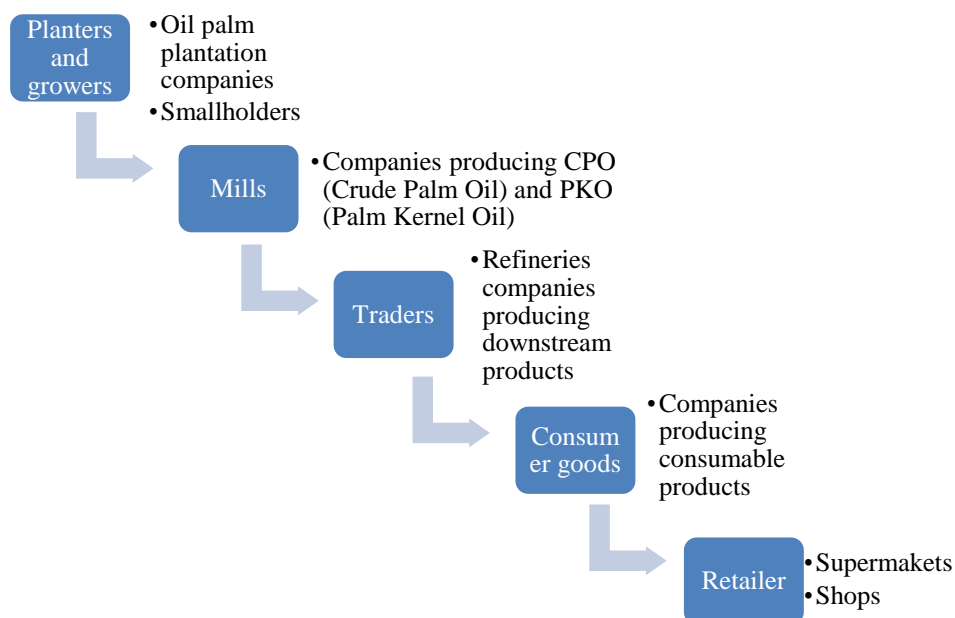 Planters
and
growers
•Oil palm
plantation
companies
•Smallholders
Mills
•Companies producing CPO
(Crude Palm Oil) and PKO
(Palm Kernel Oil)
Traders
•Refineries
companies
producing
downstream
products
Consum
er goods
•Companies
producing
consumable
products
Retailer
•Supermakets
•Shops